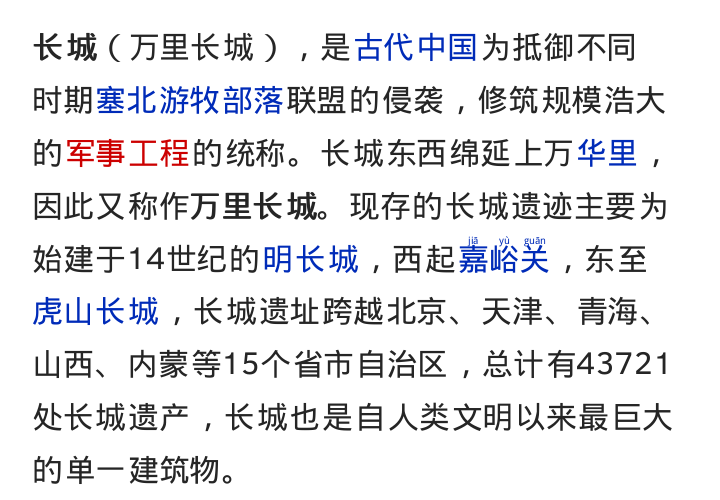 长城（万里长城），是古代中国为抵御不同
时期塞北游牧部落联盟的侵袭，修筑规模浩大
的军事工程的统称。长城东西绵延上万华里，
因此又称作万里长城。现存的长城遗迹主要为
jiā yù guān
始建于14世纪的明长城，西起嘉峪关，东至
虎山长城，长城遗址跨越北京、天津、青海、
山西、内蒙等15个省市自治区，总计有43721
处长城遗产，长城也是自人类文明以来最巨大
的单一建筑物。